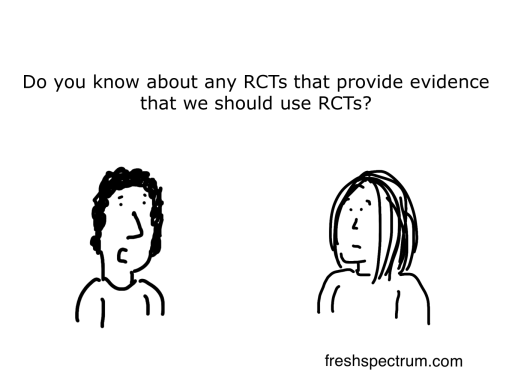 Do you know about any RCTs that provide evidence
that we should use RCTs?
freshspectrum.com